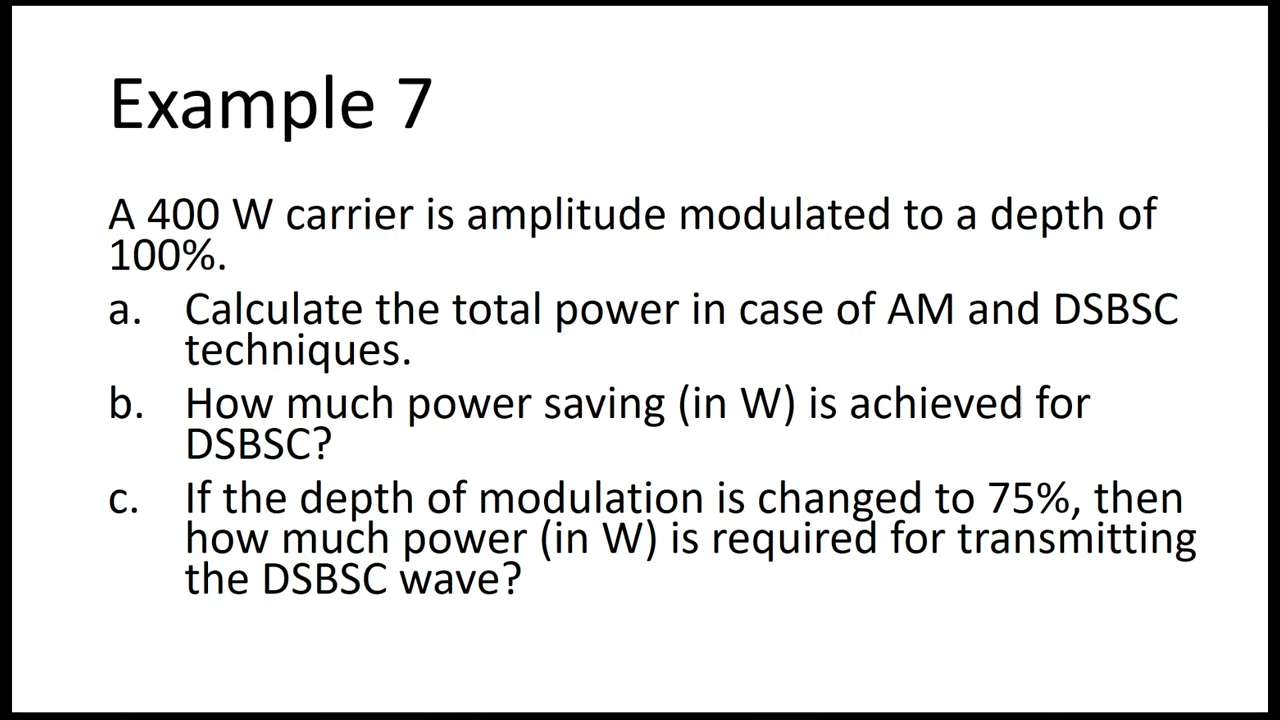 Example 7
A 400 W carrier is amplitude modulated to a depth of
100%.
a. Calculate the total power in case of AM and DSBSC
techniques.
b. How much power saving (in W) is achieved for
DSBSC?
c. If the depth of modulation is changed to 75%, then
how much power (in W) is required for transmitting
the DSBSC wave?